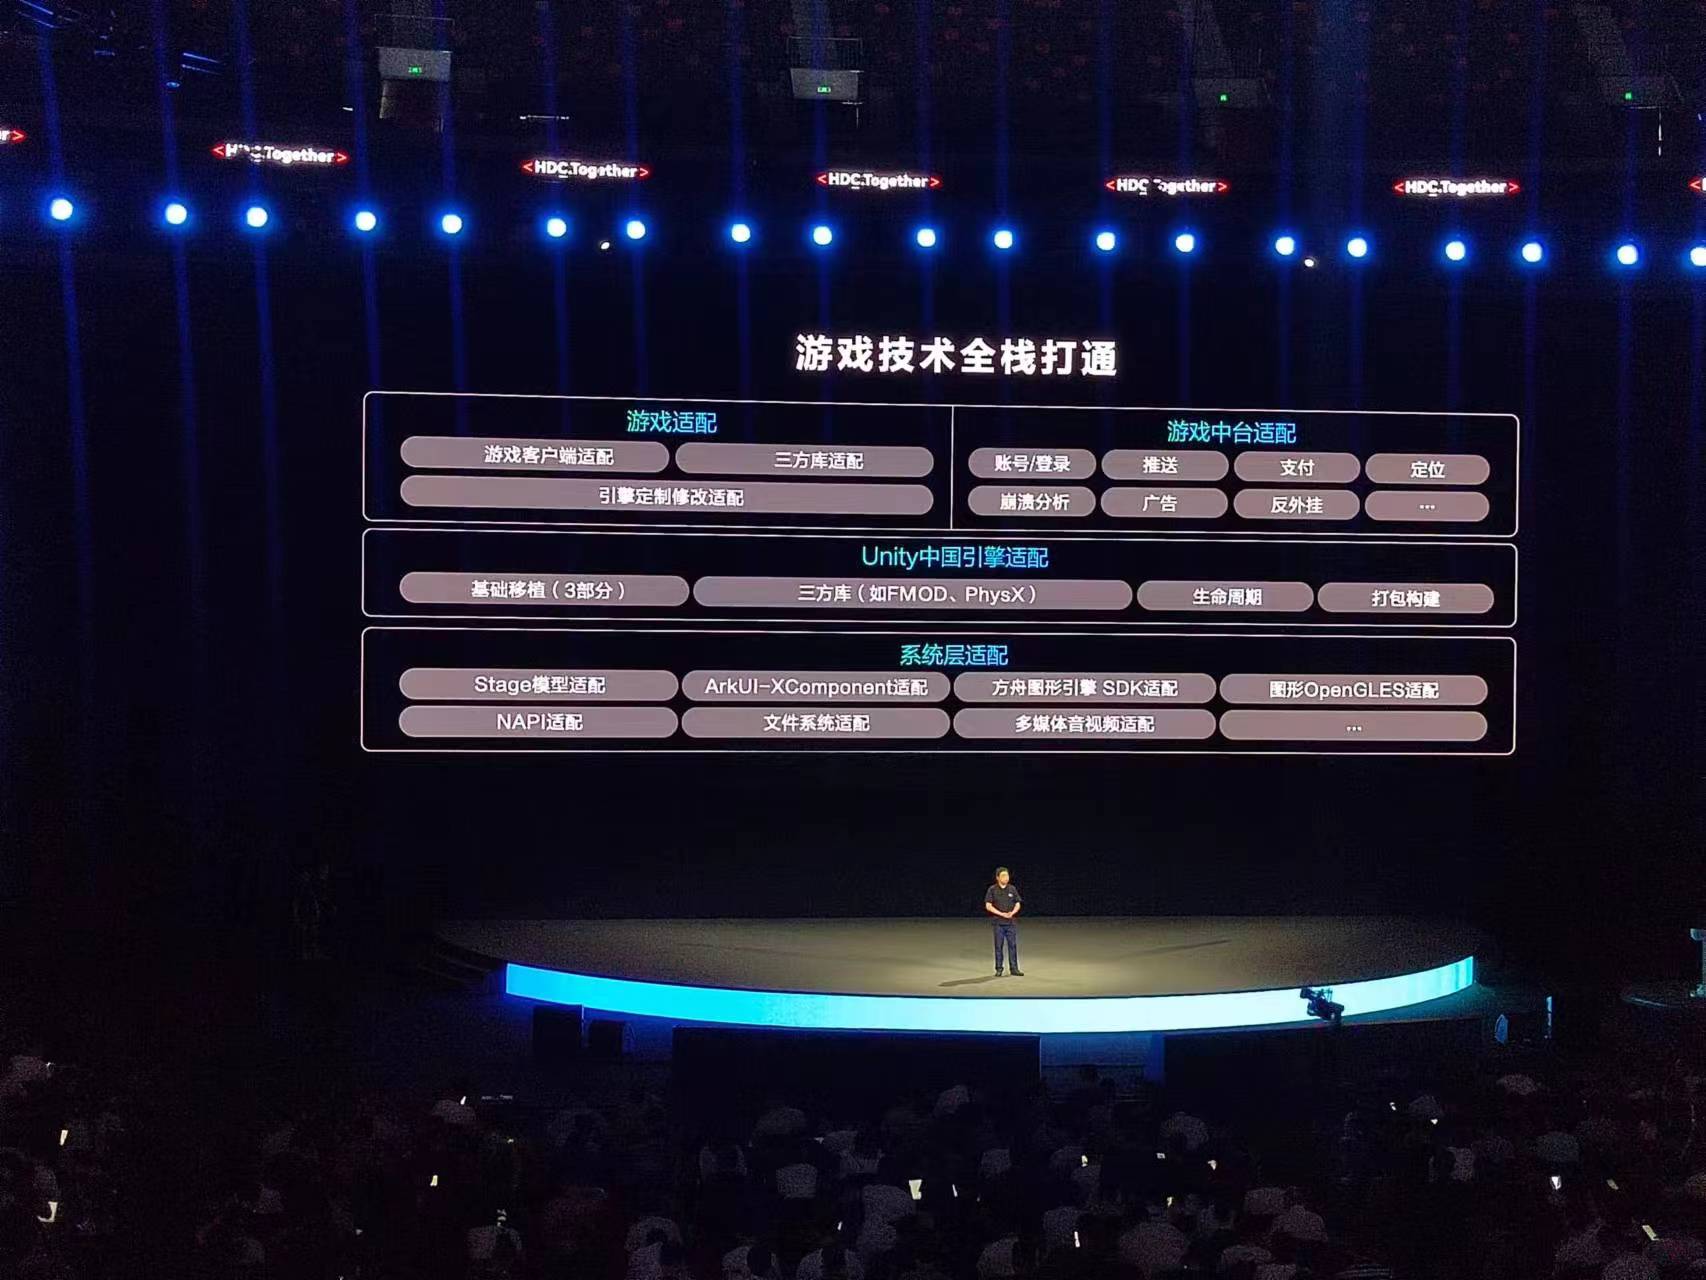 <HDC.Together>
<HDC.Together>
<HDC.Together>
<HDC.Together>
<HDC.Together>
游戏技术全栈打通
游戏适配
游戏客户端适配
三方库适配
引擎定制修改适配
游戏中台适配
账号/登录
推送
支付
定位
崩溃分析
广告
反外挂
...
Unity中国引擎适配
基础移植（3部分）
三方库（如FMOD、PhysX）
生命周期
打包构建
系统层适配
Stage模型适配
ArkUI-XComponent适配
方舟图形引擎 SDK适配
图形OpenGLES适配
NAPI适配
文件系统适配
多媒体音视频适配
...